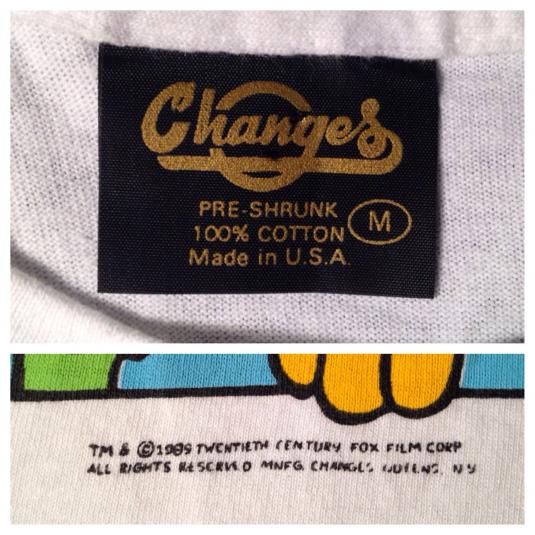 Changes
PRE-SHRUNK
100% COTTON
M
Made in U.S.A.
TM & ©1989 TWENTIETH CENTURY FOX FILM CORP
ALL RIGHTS RESERVED MNFG. CHANGES QUEENS, NY